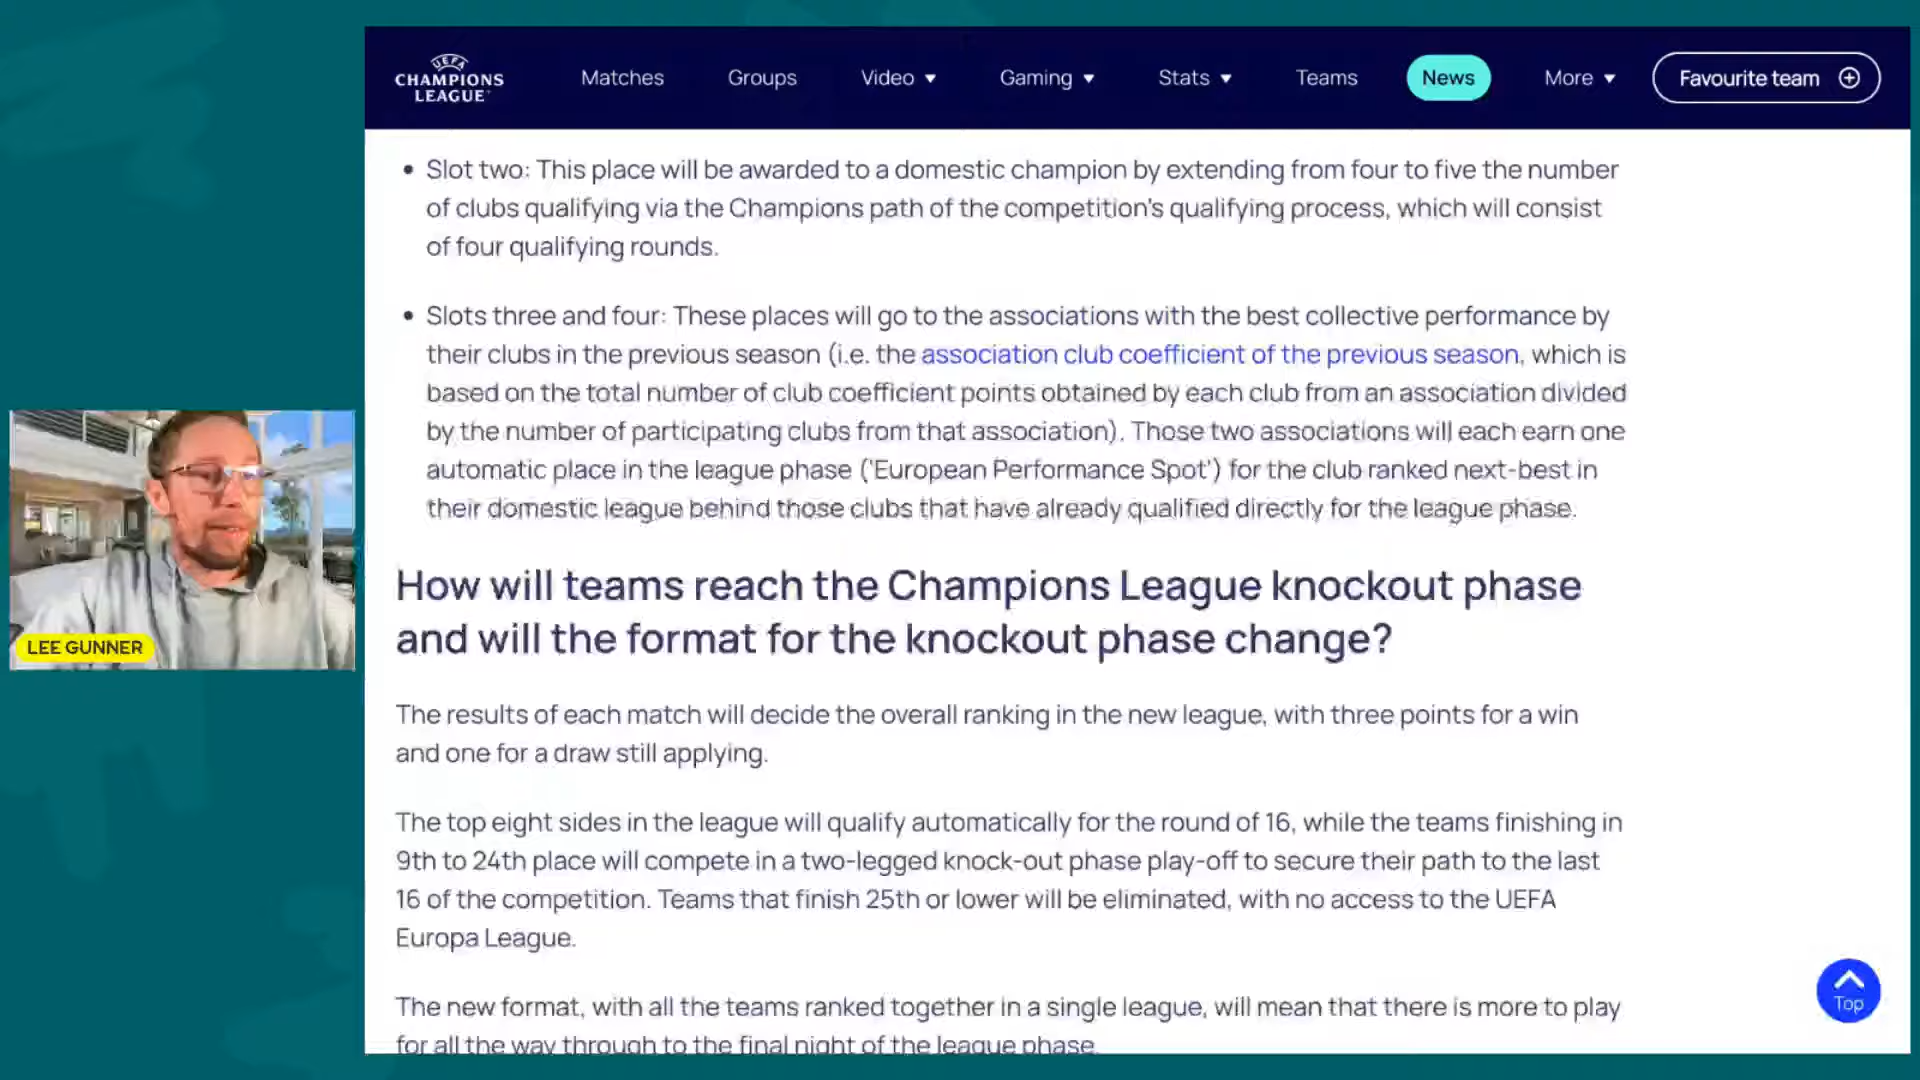 UEFA
CHAMPIONS
LEAGUE
Matches
Groups
Video
Gaming
Stats
Teams
News
More
Favourite team
Slot two: This place will be awarded to a domestic champion by extending from four to five the number
of clubs qualifying via the Champions path of the competition's qualifying process, which will consist
of four qualifying rounds.
Slots three and four: These places will go to the associations with the best collective performance by
their clubs in the previous season (i.e. the association club coefficient of the previous season, which is
based on the total number of club coefficient points obtained by each club from an association divided
by the number of participating clubs from that association). Those two associations will each earn one
automatic place in the league phase ('European Performance Spot') for the club ranked next-best in
their domestic league behind those clubs that have already qualified directly for the league phase.
How will teams reach the Champions League knockout phase
and will the format for the knockout phase change?
The results of each match will decide the overall ranking in the new league, with three points for a win
and one for a draw still applying.
The top eight sides in the league will qualify automatically for the round of 16, while the teams finishing in
9th to 24th place will compete in a two-legged knock-out phase play-off to secure their path to the last
16 of the competition. Teams that finish 25th or lower will be eliminated, with no access to the UEFA
Europa League.
The new format, with all the teams ranked together in a single league, will mean that there is more to play
for all the way through to the final night of the league phase.
Top
LEE GUNNER